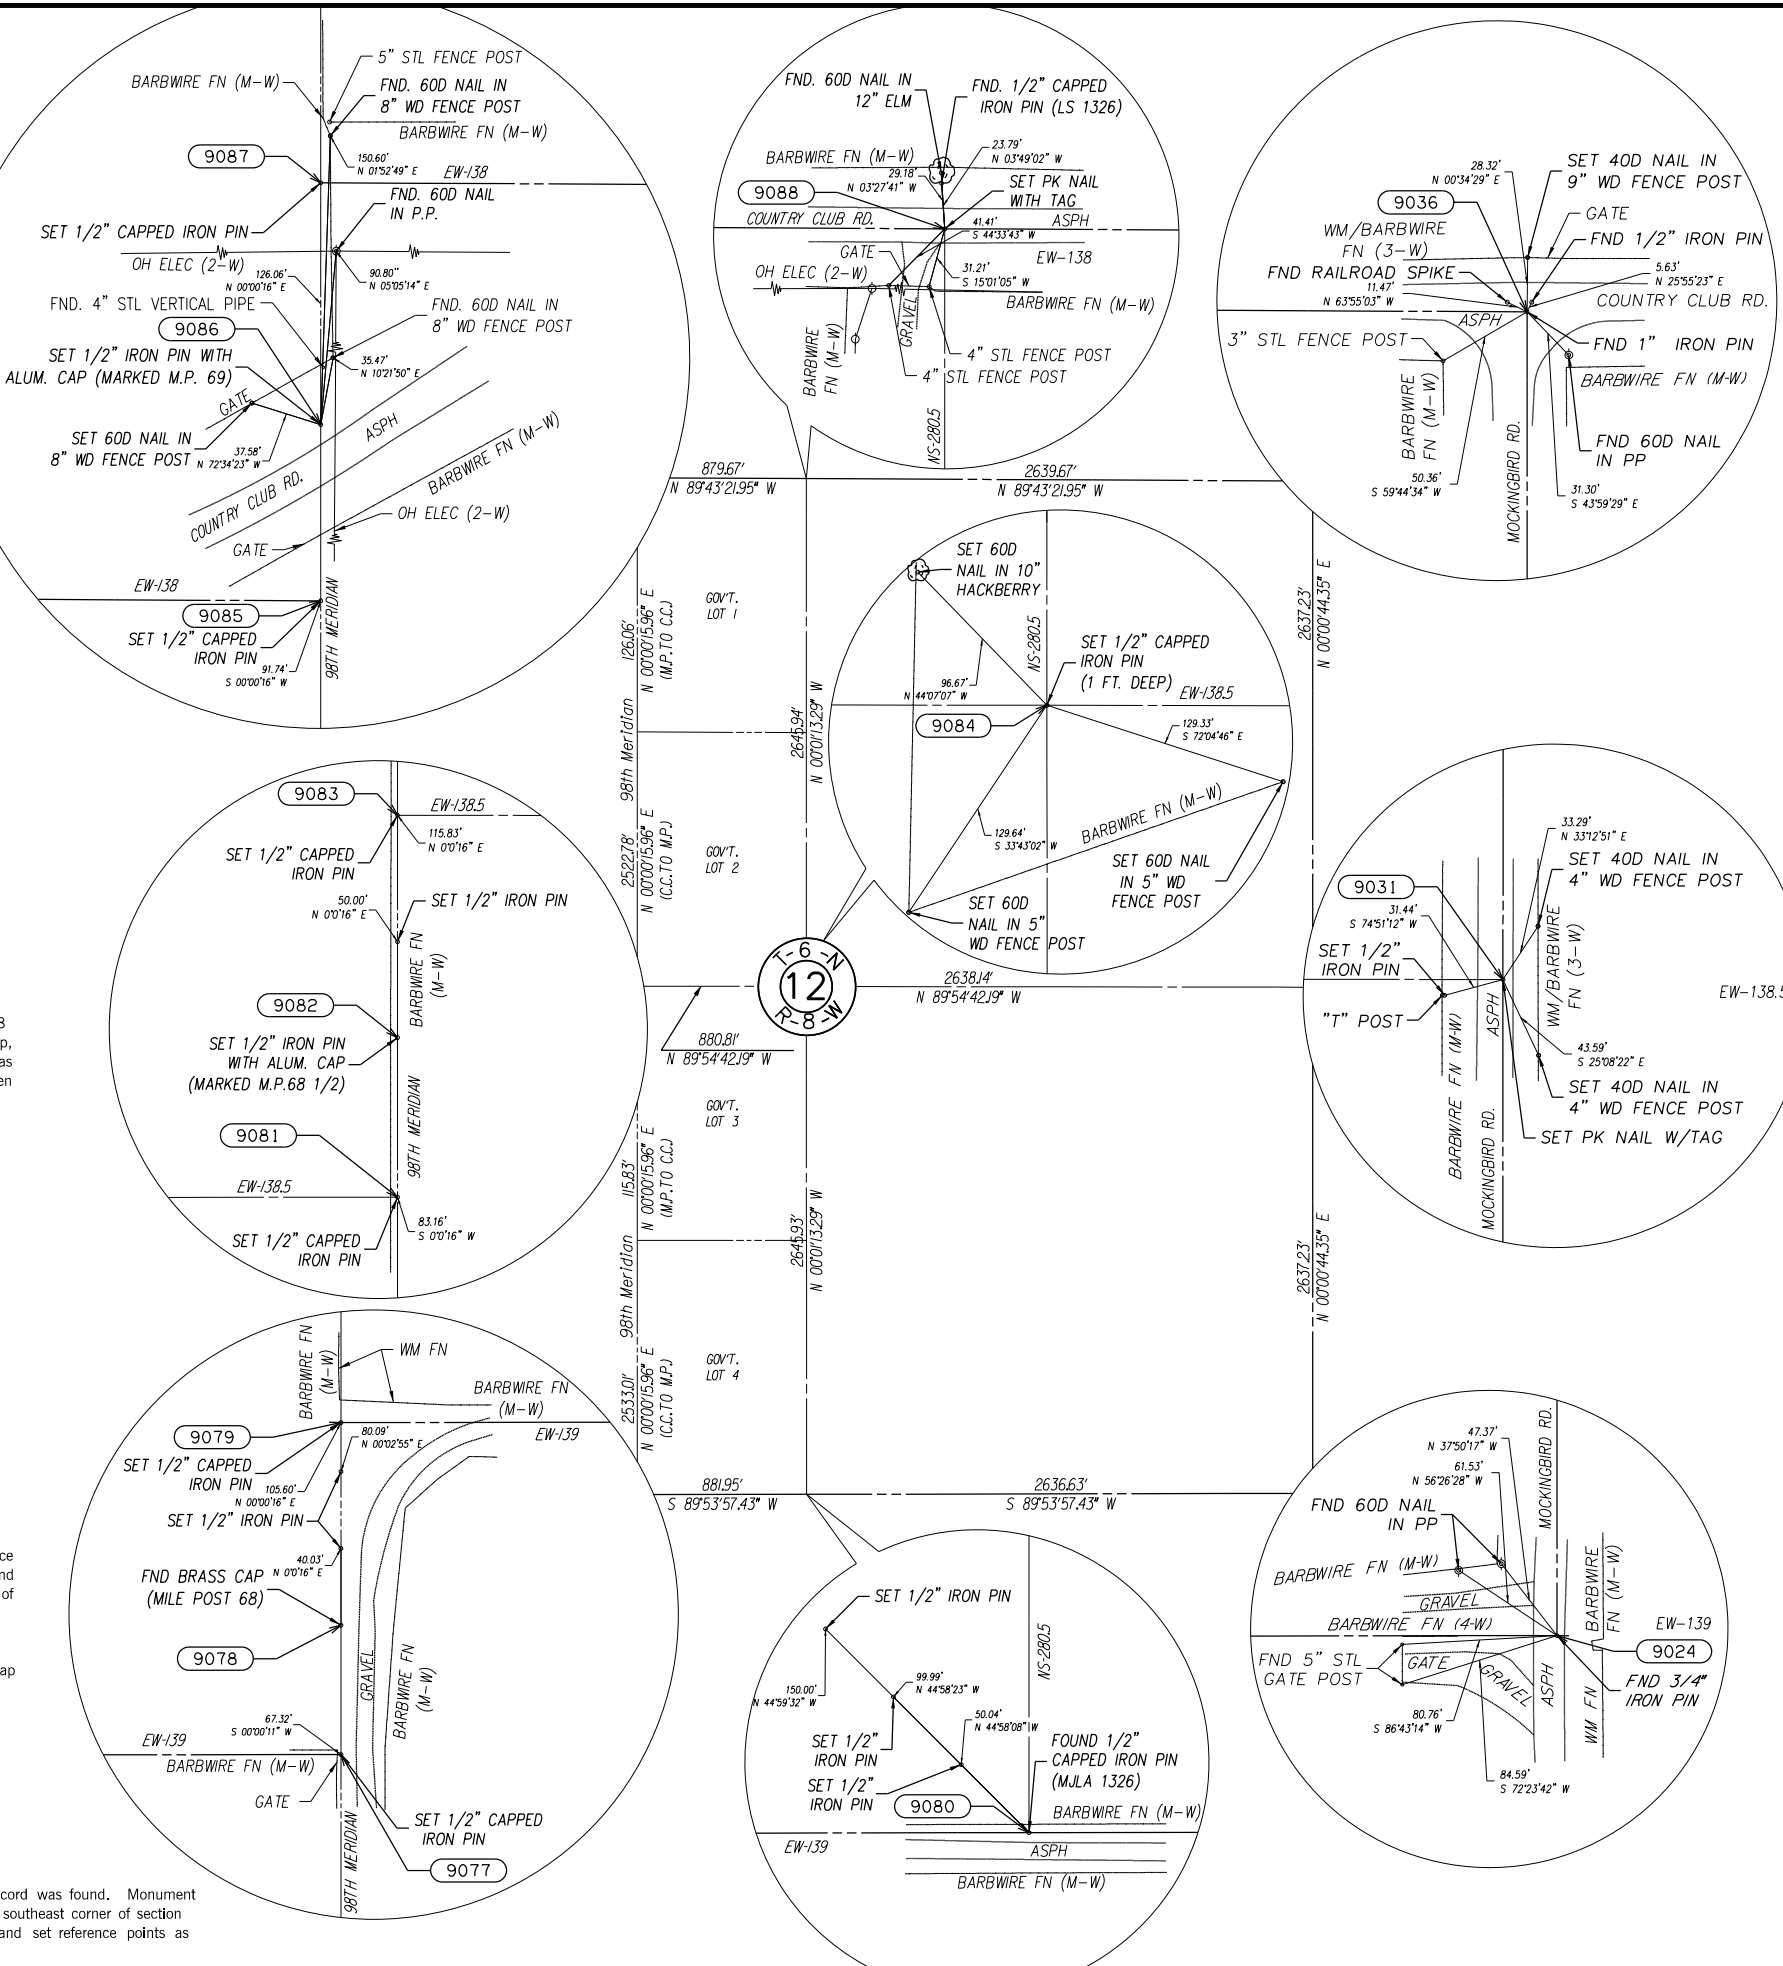 5" STL FENCE POST
BARBWIRE FN (M-W)
FND. 60D NAIL IN
8" WD FENCE POST
BARBWIRE FN (M-W)
9087
150.60'
N 01°52'49" E
EW-138
FND. 60D NAIL
IN P.P.
SET 1/2" CAPPED IRON PIN
OH ELEC (2-W)
126.06'
N 00°00'16" E
90.80"
N 05°05'14" E
FND. 4" STL VERTICAL PIPE
FND. 60D NAIL IN
8" WD FENCE POST
9086
SET 1/2" IRON PIN WITH
ALUM. CAP (MARKED M.P. 69)
35.47'
N 10°21'50" E
GATE
ASPH
SET 60D NAIL IN
8" WD FENCE POST
37.58'
N 72°34'23" W
BARBWIRE FN (M-W)
COUNTRY CLUB RD.
OH ELEC (2-W)
GATE
EW-138
9085
SET 1/2" CAPPED
IRON PIN
91.74'
S 00°00'16" W
98TH MERIDIAN
FND. 60D NAIL IN
12" ELM
FND. 1/2" CAPPED
IRON PIN (LS 1326)
23.79'
N 03°49'02" W
BARBWIRE FN (M-W)
29.18'
N 03°27'41" W
9088
SET PK NAIL
WITH TAG
COUNTRY CLUB RD.
ASPH
41.41'
S 44°33'43" W
GATE
EW-138
OH ELEC (2-W)
31.21'
S 15°01'05" W
BARBWIRE FN (M-W)
GRAVEL
BARBWIRE
FN (M-W)
4" STL FENCE POST
4" STL FENCE POST
NS-280.5
28.32'
N 00°34'29" E
SET 40D NAIL IN
9" WD FENCE POST
9036
GATE
WM/BARBWIRE
FN (3-W)
FND 1/2" IRON PIN
FND RAILROAD SPIKE
11.47'
N 63°55'03" W
5.63'
N 25°55'23" E
COUNTRY CLUB RD.
ASPH
3" STL FENCE POST
FND 1" IRON PIN
BARBWIRE FN (M-W)
BARBWIRE
FN (M-W)
FND 60D NAIL
IN PP
50.36'
S 59°44'34" W
31.30'
S 43°59'29" E
MOCKINGBIRD RD.
879.67'
N 89°43'21.95" W
2639.67'
N 89°43'21.95" W
GOV'T.
LOT 1
126.06'
N 00°00'15.96" E
(M.P. TO C.C.)
98th Meridian
2645.94'
N 00°01'13.29" W
2637.23'
N 00°00'44.35" E
SET 60D
NAIL IN 10"
HACKBERRY
NS-280.5
SET 1/2" CAPPED
IRON PIN
(1 FT. DEEP)
96.67'
N 44°07'07" W
EW-138.5
9084
129.33'
S 72°04'46" E
BARBWIRE FN (M-W)
129.64'
S 33°43'02" W
SET 60D NAIL
IN 5" WD
FENCE POST
SET 60D
NAIL IN 5"
WD FENCE POST
GOV'T.
LOT 2
2522.78'
N 00°00'15.96" E
(C.C. TO M.P.)
9083
EW-138.5
115.83'
N 0°0'16" E
SET 1/2" CAPPED
IRON PIN
50.00'
N 0°0'16" E
SET 1/2" IRON PIN
BARBWIRE FN
(M-W)
9082
SET 1/2" IRON PIN
WITH ALUM. CAP
(MARKED M.P.68 1/2)
98TH MERIDIAN
9081
EW-138.5
83.16'
S 0°0'16" W
SET 1/2" CAPPED
IRON PIN
T-6-N
12
R-8-W
2638.14'
N 89°54'42.19" W
880.81'
N 89°54'42.19" W
33.29'
N 33°12'51" E
SET 40D NAIL IN
4" WD FENCE POST
9031
31.44'
S 74°51'12" W
SET 1/2"
IRON PIN
WM/BARBWIRE
FN (3-W)
EW-138.5
"T" POST
ASPH
BARBWIRE FN (M-W)
43.59'
S 25°08'22" E
SET 40D NAIL IN
4" WD FENCE POST
SET PK NAIL W/TAG
MOCKINGBIRD RD.
8
p,
as
en
GOV'T.
LOT 3
115.83'
N 00°00'15.96" E
(M.P. TO C.C.)
98th Meridian
2645.93'
N 00°01'13.29" W
2637.23'
N 00°00'44.35" E
GOV'T.
LOT 4
2533.01'
N 00°00'15.96" E
(C.C. TO M.P.)
881.95'
S 89°53'57.43" W
2636.63'
S 89°53'57.43" W
BARBWIRE FN
(M-W)
WM FN
BARBWIRE FN
(M-W)
9079
80.09'
N 00°02'55" E
EW-139
SET 1/2" CAPPED
IRON PIN
105.60'
N 00°00'16" E
SET 1/2" IRON PIN
40.03'
N 0°0'16" E
FND BRASS CAP
(MILE POST 68)
9078
GRAVEL
BARBWIRE FN
(M-W)
67.32'
S 00°00'11" W
EW-139
BARBWIRE FN (M-W)
GATE
SET 1/2" CAPPED
IRON PIN
9077
98TH MERIDIAN
SET 1/2" IRON PIN
NS-280.5
99.99'
N 44°58'23" W
150.00'
N 44°59'32" W
50.04'
N 44°58'08" W
SET 1/2"
IRON PIN
FOUND 1/2"
CAPPED IRON PIN
(MJLA 1326)
SET 1/2"
IRON PIN
9080
BARBWIRE FN (M-W)
EW-139
ASPH
BARBWIRE FN (M-W)
47.37'
N 37°50'17" W
MOCKINGBIRD RD.
61.53'
N 56°26'28" W
FND 60D NAIL
IN PP
BARBWIRE FN (M-W)
GRAVEL
BARBWIRE
FN (M-W)
BARBWIRE FN (4-W)
EW-139
9024
FND 5" STL
GATE POST
GATE
GRAVEL
ASPH
WM FN
FND 3/4"
IRON PIN
80.76'
S 86°43'14" W
84.59'
S 72°23'42" W
ce
nd
of
ap
cord was found. Monument
southeast corner of section
and set reference points as